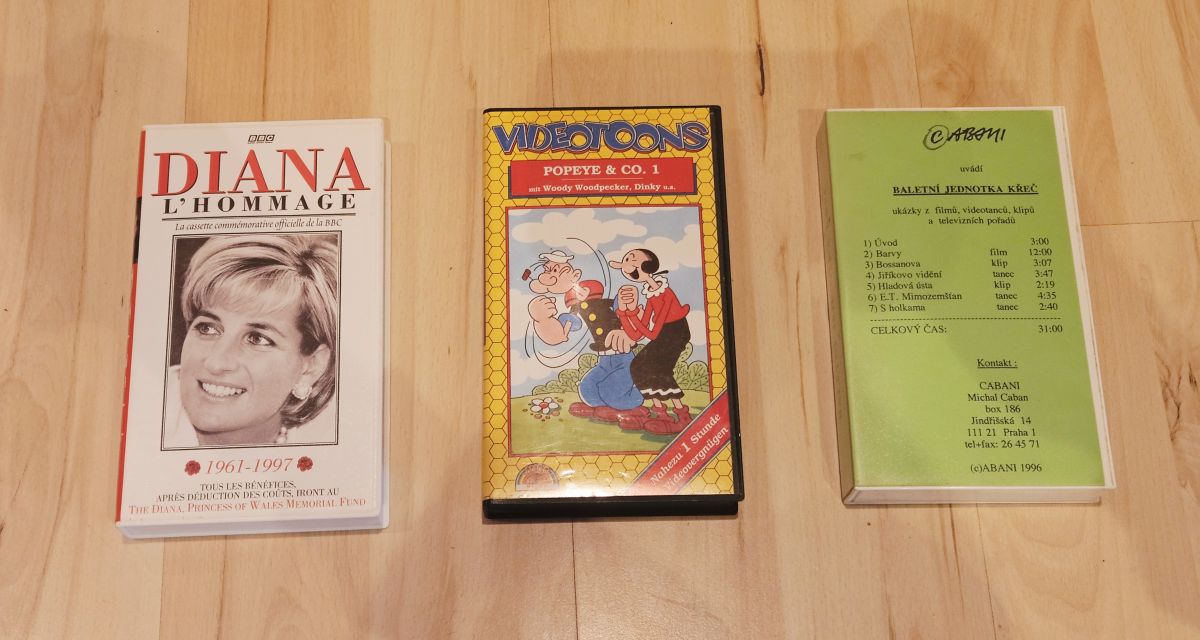 BBC
DIANA
L'HOMMAGE
La cassette commémorative officielle de la BBC
1961-1997
TOUS LES BÉNÉFICES,
APRÈS DÉDUCTION DES COÛTS, IRONT AU
THE DIANA, PRINCESS OF WALES MEMORIAL FUND
VIDEOTOONS
POPEYE & CO. 1
mit Woody Woodpecker, Dinky u.a.
Nahezu 1 Stunde
Videovergnügen
©ABANI
uvádí
BALETNÍ JEDNOTKA KŘEČ
ukázky z filmů, videotanců, klipů
a televizních pořadů
1) Úvod 3:00
2) Barvy film 12:00
3) Bossanova klip 3:07
4) Jiříkovo vidění tanec 3:47
5) Hladová ústa klip 2:19
6) E.T. Mimozemšťan tanec 4:35
7) S holkama tanec 2:40
CELKOVÝ ČAS: 31:00
Kontakt :
CABANI
Michal Caban
box 186
Jindřišská 14
111 21 Praha 1
tel+fax: 26 45 71
(c)ABANI 1996